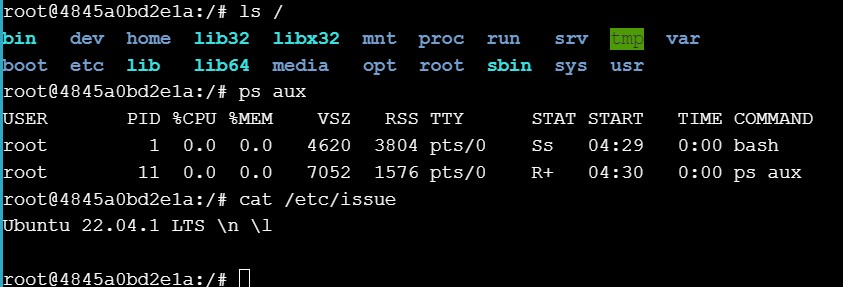 root@4845a0bd2e1a:/# ls /
bin   dev  home  lib32  libx32  mnt  proc  run   srv  tmp  var
boot  etc  lib   lib64  media   opt  root  sbin  sys  usr
root@4845a0bd2e1a:/# ps aux
USER         PID %CPU %MEM    VSZ   RSS TTY      STAT START   TIME COMMAND
root           1  0.0  0.0   4620  3804 pts/0    Ss   04:29   0:00 bash
root          11  0.0  0.0   7052  1576 pts/0    R+   04:30   0:00 ps aux
root@4845a0bd2e1a:/# cat /etc/issue
Ubuntu 22.04.1 LTS \n \l
root@4845a0bd2e1a:/#